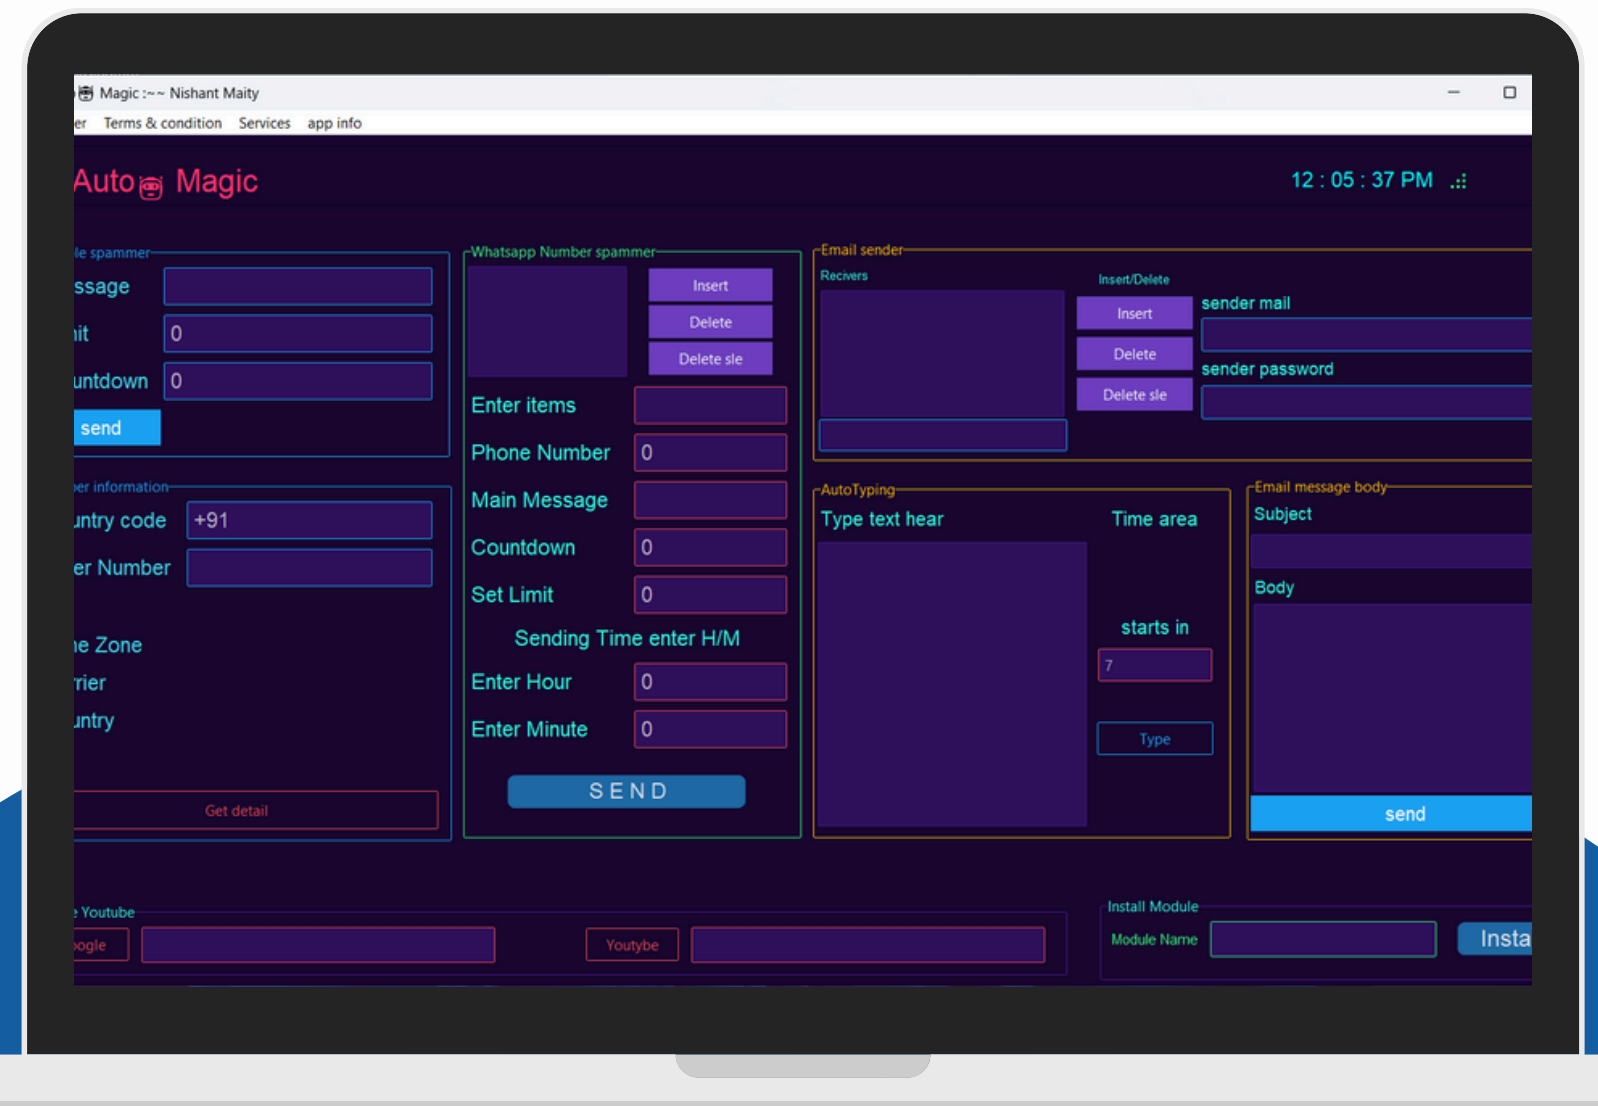 Magic :~~ Nishant Maity
er Terms & condition Services app info
Auto Magic
12 : 05 : 37 PM
le spammer
ssage
nit 0
untdown 0
send
er information
untry code +91
er Number
ne Zone
rrier
untry
Get detail
Whatsapp Number spammer
Insert
Delete
Delete sle
Enter items
Phone Number 0
Main Message
Countdown 0
Set Limit 0
Sending Time enter H/M
Enter Hour 0
Enter Minute 0
SEND
Email sender
Recivers
Insert/Delete
Insert
Delete
Delete sle
sender mail
sender password
AutoTyping
Type text hear
Time area
starts in
7
Type
Email message body
Subject
Body
send
e Youtube
oogle
Youtybe
Install Module
Module Name
Insta